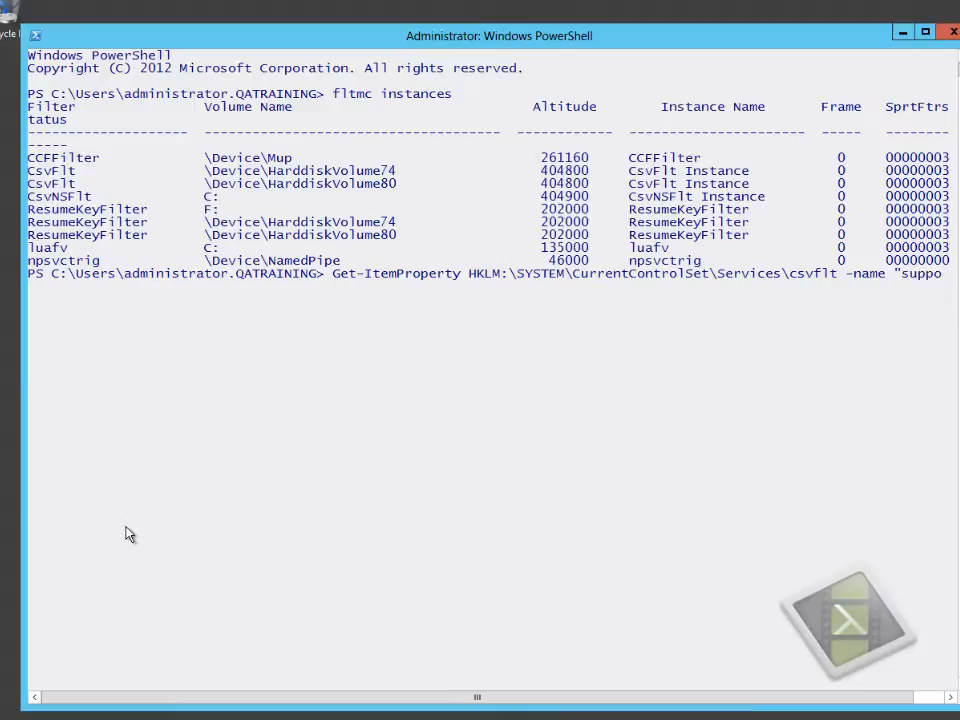 ycle
Administrator: Windows PowerShell
Windows PowerShell
Copyright (C) 2012 Microsoft Corporation. All rights reserved.
PS C:\Users\administrator.QATRAINING> fltmc instances
Filter Volume Name Altitude Instance Name Frame SprtFtrs
tatus
-------------------- ------------------------------------- ------------ ---------------------- ----- --------
-----
CCFFilter \Device\Mup 261160 CCFFilter 0 00000003
CsvFlt \Device\HarddiskVolume74 404800 CsvFlt Instance 0 00000003
CsvFlt \Device\HarddiskVolume80 404800 CsvFlt Instance 0 00000003
CsvNSFlt C: 404900 CsvNSFlt Instance 0 00000003
ResumeKeyFilter F: 202000 ResumeKeyFilter 0 00000003
ResumeKeyFilter \Device\HarddiskVolume74 202000 ResumeKeyFilter 0 00000003
ResumeKeyFilter \Device\HarddiskVolume80 202000 ResumeKeyFilter 0 00000003
luafv C: 135000 luafv 0 00000003
npsvctrig \Device\NamedPipe 46000 npsvctrig 0 00000000
PS C:\Users\administrator.QATRAINING> Get-ItemProperty HKLM:\SYSTEM\CurrentControlSet\Services\csvflt -name "suppo